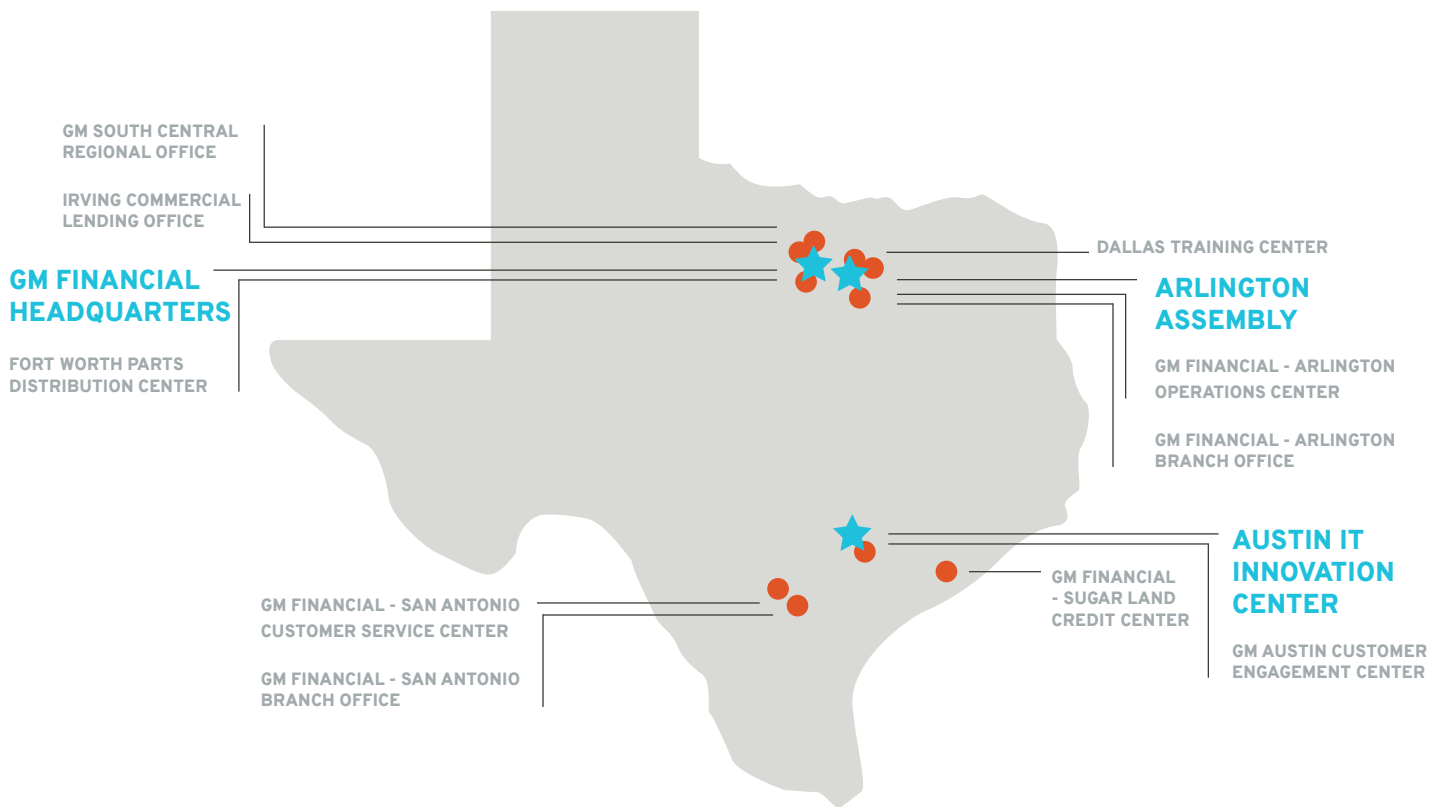 GM SOUTH CENTRAL
REGIONAL OFFICE
IRVING COMMERCIAL
LENDING OFFICE
GM FINANCIAL
HEADQUARTERS
FORT WORTH PARTS
DISTRIBUTION CENTER
DALLAS TRAINING CENTER
ARLINGTON
ASSEMBLY
GM FINANCIAL - ARLINGTON
OPERATIONS CENTER
GM FINANCIAL - ARLINGTON
BRANCH OFFICE
AUSTIN IT
INNOVATION
CENTER
GM AUSTIN CUSTOMER
ENGAGEMENT CENTER
GM FINANCIAL
- SUGAR LAND
CREDIT CENTER
GM FINANCIAL - SAN ANTONIO
CUSTOMER SERVICE CENTER
GM FINANCIAL - SAN ANTONIO
BRANCH OFFICE